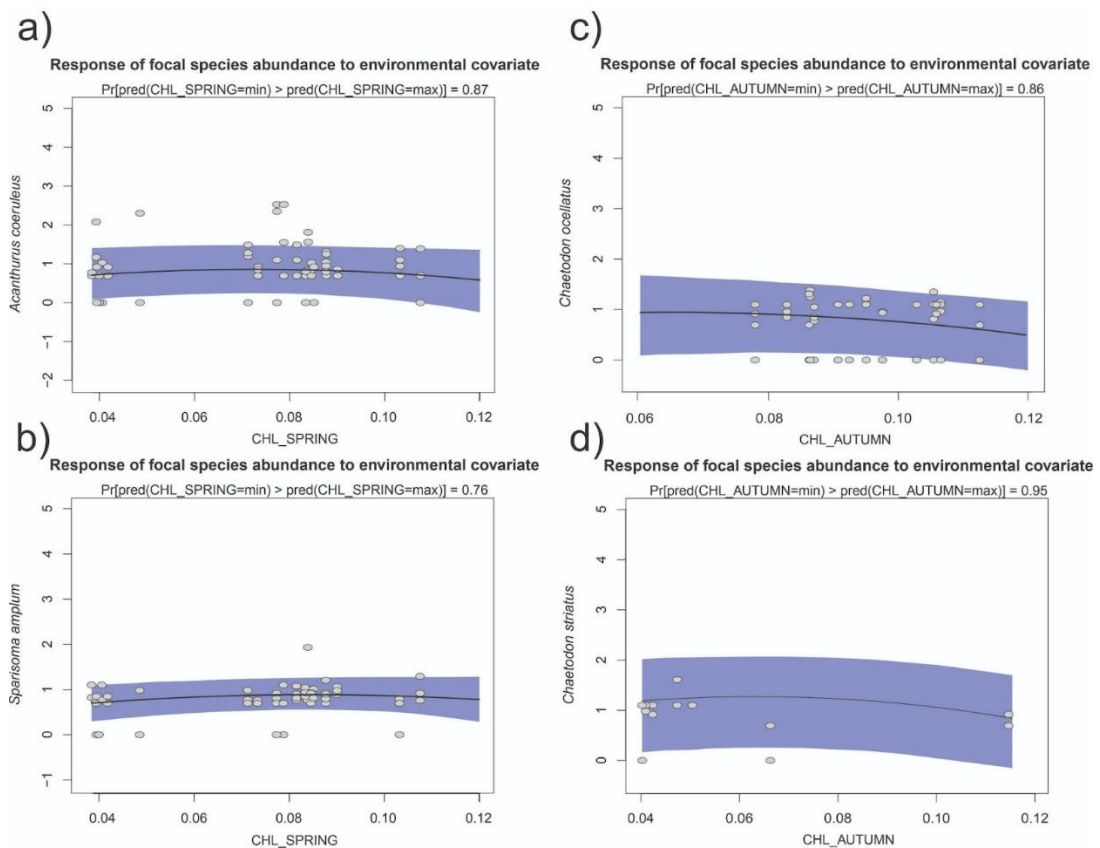 a)
Response of focal species abundance to environmental covariate
Pr[pred(CHL_SPRING=min) > pred(CHL_SPRING=max)] = 0.87
5
4
3
2
1
0
−1
−2
Acanthurus coeruleus
0.04 0.06 0.08 0.10 0.12
CHL_SPRING
b)
Response of focal species abundance to environmental covariate
Pr[pred(CHL_SPRING=min) > pred(CHL_SPRING=max)] = 0.76
5
4
3
2
1
0
−1
Sparisoma amplum
0.04 0.06 0.08 0.10 0.12
CHL_SPRING
c)
Response of focal species abundance to environmental covariate
Pr[pred(CHL_AUTUMN=min) > pred(CHL_AUTUMN=max)] = 0.86
5
4
3
2
1
0
Chaetodon ocellatus
0.06 0.08 0.10 0.12
CHL_AUTUMN
d)
Response of focal species abundance to environmental covariate
Pr[pred(CHL_AUTUMN=min) > pred(CHL_AUTUMN=max)] = 0.95
5
4
3
2
1
0
Chaetodon striatus
0.04 0.06 0.08 0.10 0.12
CHL_AUTUMN